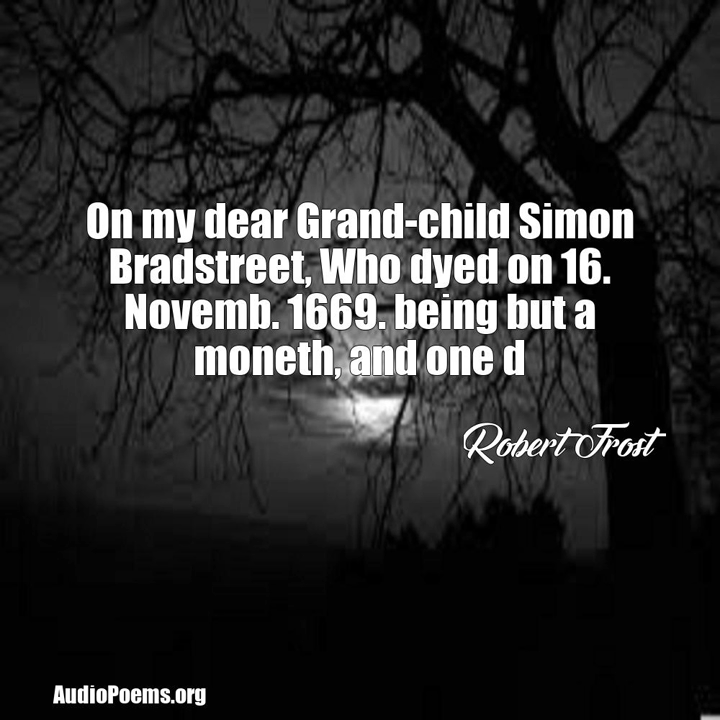 On my dear Grand-child Simon
Bradstreet, Who dyed on 16.
Novemb. 1669. being but a
moneth, and one d
Robert Frost
AudioPoems.org